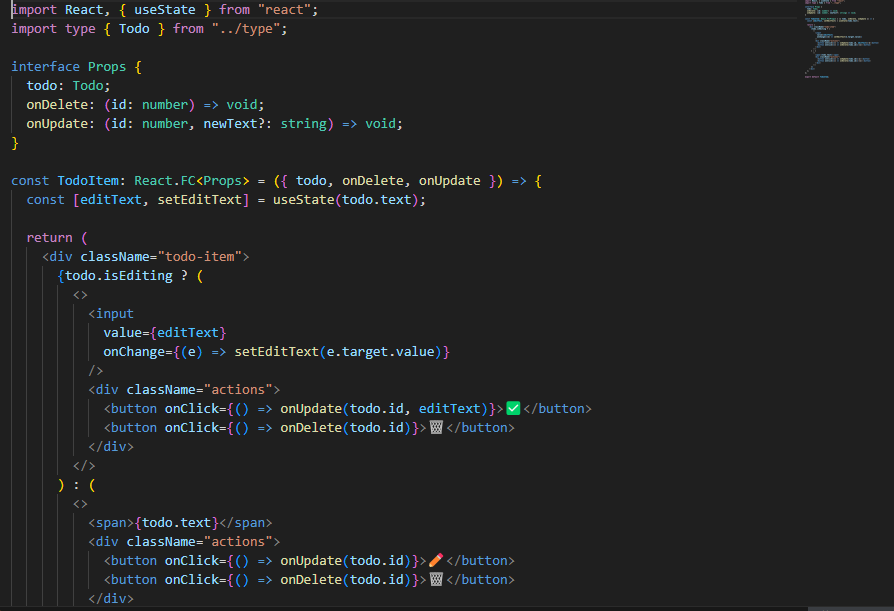 import React, { useState } from "react";
import type { Todo } from "../type";

interface Props {
  todo: Todo;
  onDelete: (id: number) => void;
  onUpdate: (id: number, newText?: string) => void;
}

const TodoItem: React.FC<Props> = ({ todo, onDelete, onUpdate }) => {
  const [editText, setEditText] = useState(todo.text);

  return (
    <div className="todo-item">
      {todo.isEditing ? (
        <>
          <input
            value={editText}
            onChange={(e) => setEditText(e.target.value)}
          />
          <div className="actions">
            <button onClick={() => onUpdate(todo.id, editText)}>✅</button>
            <button onClick={() => onDelete(todo.id)}>🗑️</button>
          </div>
        </>
      ) : (
        <>
          <span>{todo.text}</span>
          <div className="actions">
            <button onClick={() => onUpdate(todo.id)}>✏️</button>
            <button onClick={() => onDelete(todo.id)}>🗑️</button>
          </div>